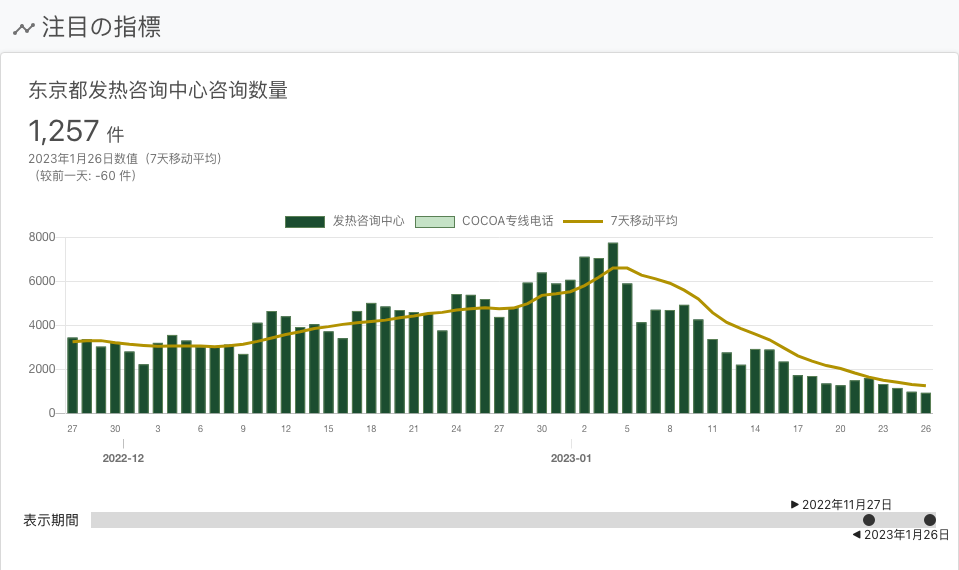 注目の指標
东京都发热咨询中心咨询数量
1,257 件
2023年1月26日数值（7天移动平均）
（较前一天: -60 件）
发热咨询中心 COCOA专线电话 7天移动平均
8000
6000
4000
2000
0
27 30 3 6 9 12 15 18 21 24 27 30 2 5 8 11 14 17 20 23 26
2022-12 2023-01
2022年11月27日
表示期間
2023年1月26日